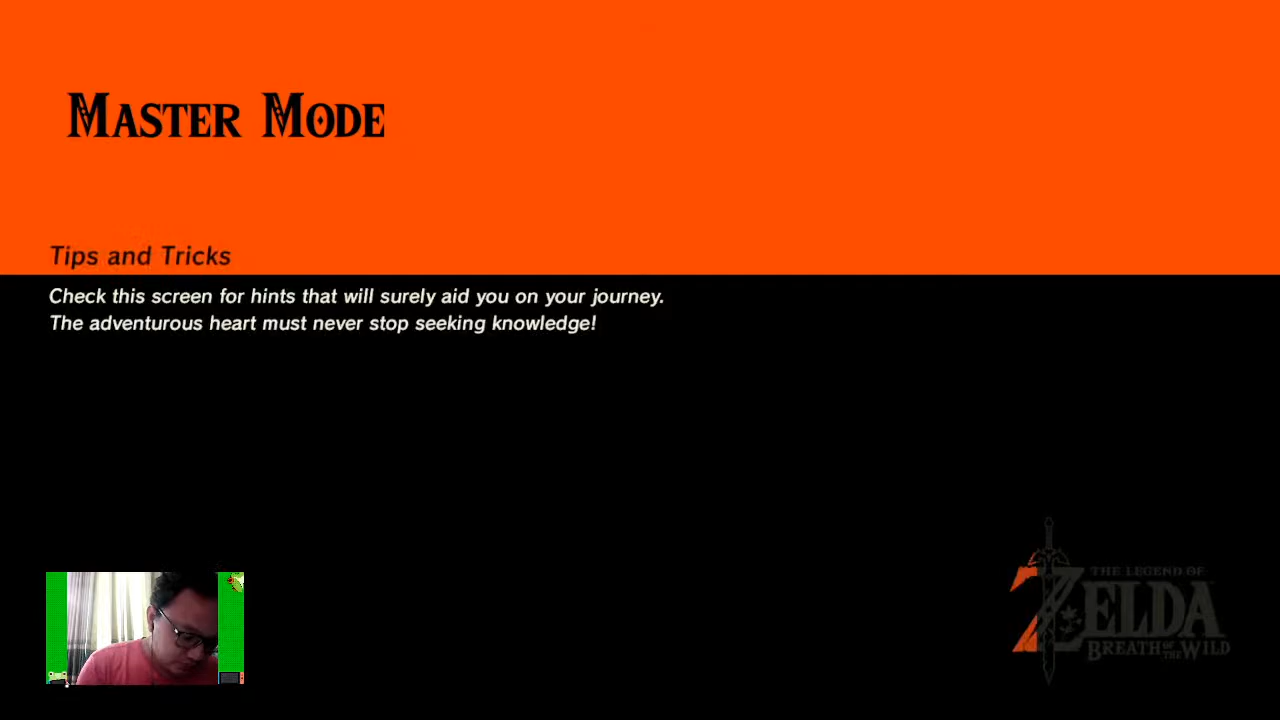 MASTER MODE
Tips and Tricks
Check this screen for hints that will surely aid you on your journey.
The adventurous heart must never stop seeking knowledge!
THE LEGEND OF
ZELDA
BREATH OF THE WILD